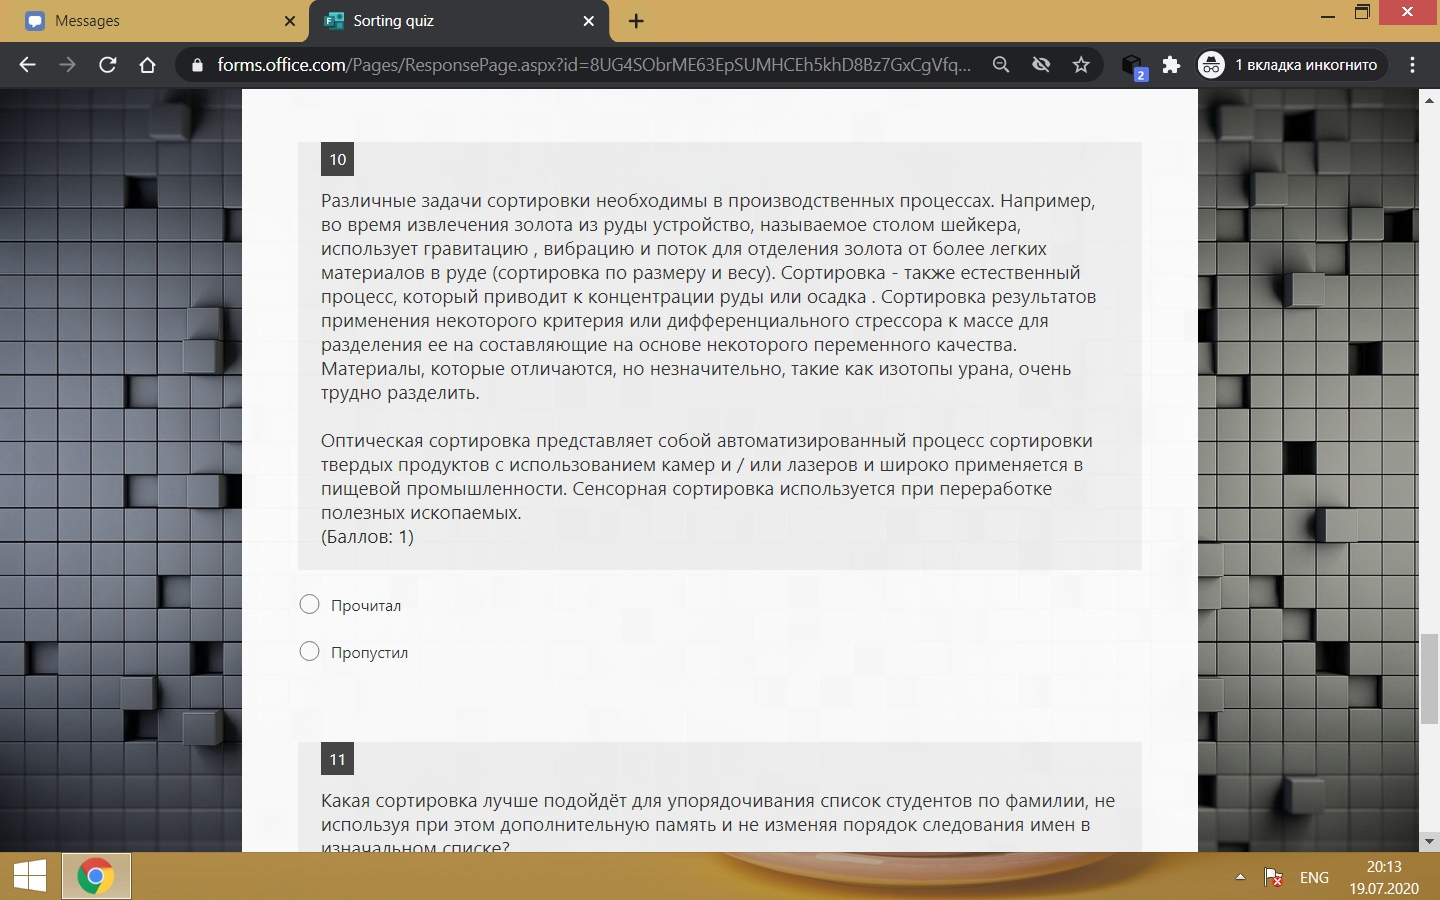 Messages
Sorting quiz
forms.office.com/Pages/ResponsePage.aspx?id=8UG4SObrME63EpSUMHCEh5khD8Bz7GxCgVfq...
2
1 вкладка инкогнито
10
Различные задачи сортировки необходимы в производственных процессах. Например,
во время извлечения золота из руды устройство, называемое столом шейкера,
использует гравитацию , вибрацию и поток для отделения золота от более легких
материалов в руде (сортировка по размеру и весу). Сортировка - также естественный
процесс, который приводит к концентрации руды или осадка . Сортировка результатов
применения некоторого критерия или дифференциального стрессора к массе для
разделения ее на составляющие на основе некоторого переменного качества.
Материалы, которые отличаются, но незначительно, такие как изотопы урана, очень
трудно разделить.
Оптическая сортировка представляет собой автоматизированный процесс сортировки
твердых продуктов с использованием камер и / или лазеров и широко применяется в
пищевой промышленности. Сенсорная сортировка используется при переработке
полезных ископаемых.
(Баллов: 1)
Прочитал
Пропустил
11
Какая сортировка лучше подойдёт для упорядочивания список студентов по фамилии, не
используя при этом дополнительную память и не изменяя порядок следования имен в
изначальном списке?
ENG
20:13
19.07.2020